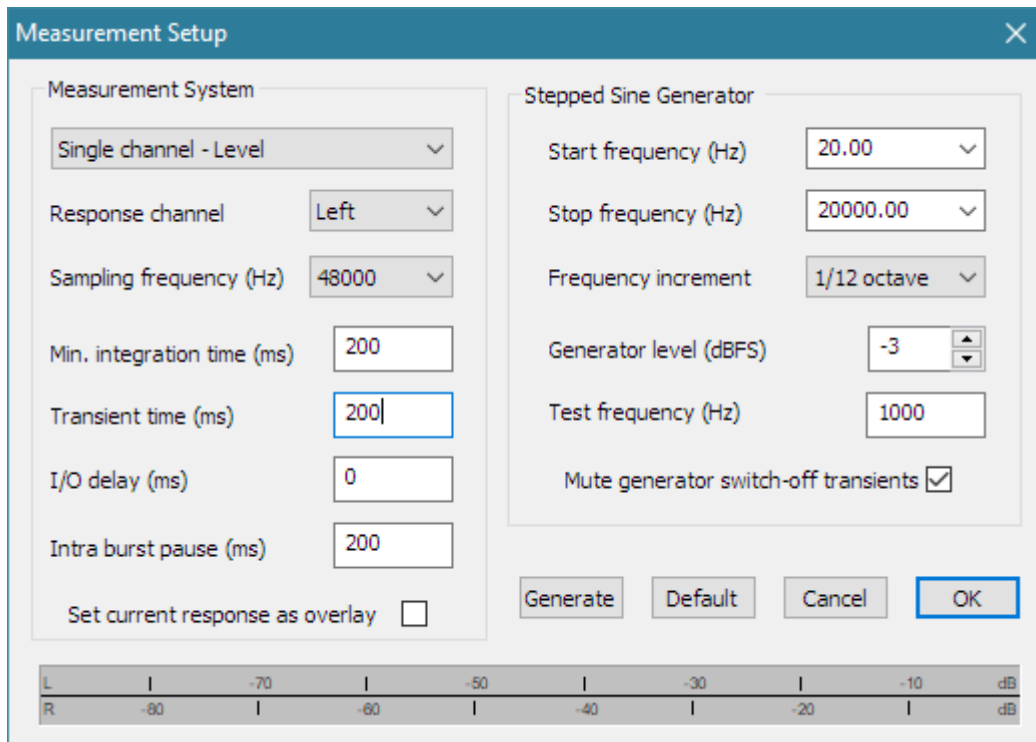 Measurement Setup
Measurement System
Single channel - Level
Response channel Left
Sampling frequency (Hz) 48000
Min. integration time (ms) 200
Transient time (ms) 200
I/O delay (ms) 0
Intra burst pause (ms) 200
Set current response as overlay
Stepped Sine Generator
Start frequency (Hz) 20.00
Stop frequency (Hz) 20000.00
Frequency increment 1/12 octave
Generator level (dBFS) -3
Test frequency (Hz) 1000
Mute generator switch-off transients
Generate Default Cancel OK
L -70 -50 -30 -10 dB
R -80 -60 -40 -20 dB